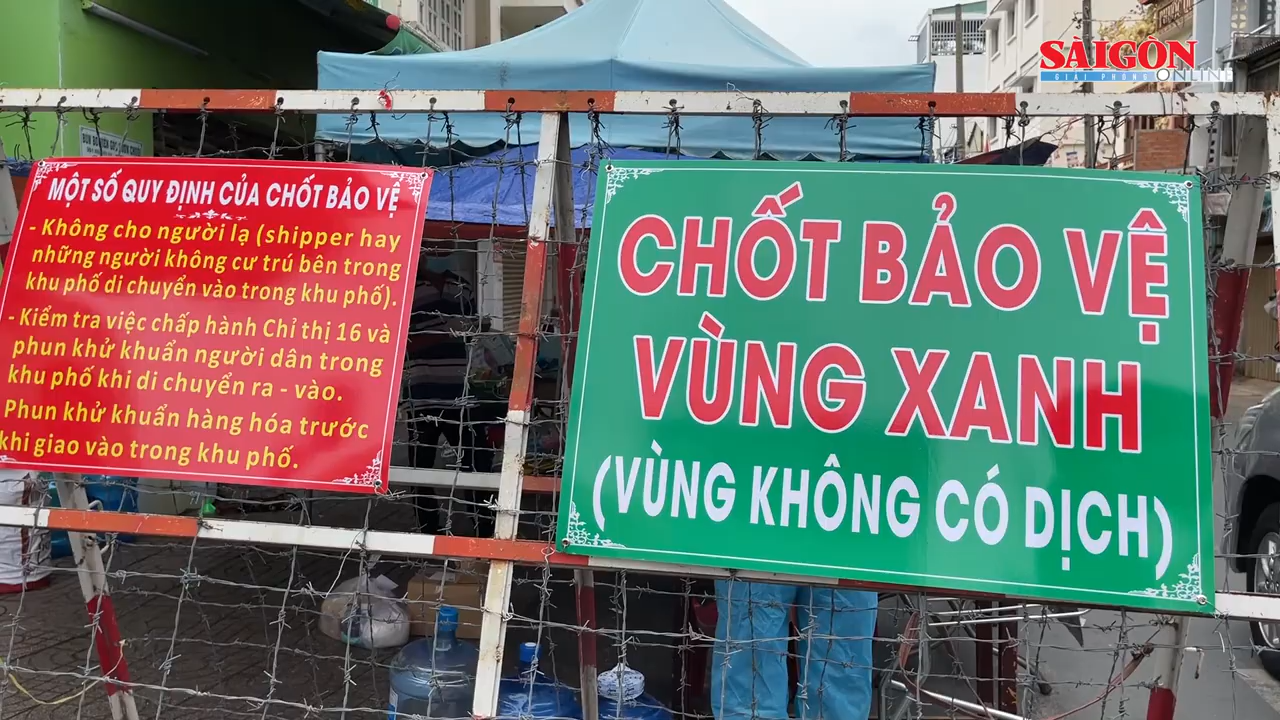 SÀIGÒN
GIẢI PHÓNG ONLINE
MỘT SỐ QUY ĐỊNH CỦA CHỐT BẢO VỆ
- Không cho người lạ (shipper hay
những người không cư trú bên trong
khu phố di chuyển vào trong khu phố).
- Kiểm tra việc chấp hành Chỉ thị 16 và
phun khử khuẩn người dân trong
khu phố khi di chuyển ra - vào.
Phun khử khuẩn hàng hóa trước
khi giao vào trong khu phố.
CHỐT BẢO VỆ
VÙNG XANH
(VÙNG KHÔNG CÓ DỊCH)